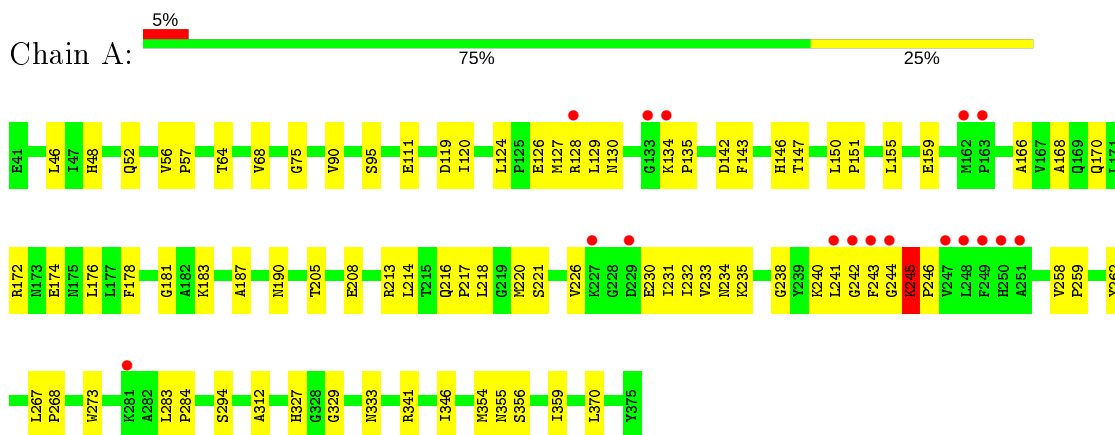 5%
Chain A:
75% 25%
E41 L46 I47 H48 Q52 V56 P57 T64 V68 G75 V90 S95 E111 D119 I120 L124 P125 E126 M127 R128 L129 N130 G133 K134 P135 D142 F143 H146 T147 L150 P151 L155 E159 M162 P163 A166 V167 A168 Q169 Q170 L171
R172 N173 E174 N175 L176 L177 F178 G181 A182 K183 A187 N190 T205 E208 R213 L214 T215 Q216 P217 L218 G219 M220 S221 V226 K227 G228 D229 E230 I231 I232 V233 N234 K235 G238 Y239 K240 L241 G242 F243 G244 K245 P246 V247 L248 F249 H250 A251 V258 P259
L267 P268 W273 K281 A282 L283 P284 S294 A312 H327 G328 G329 N333 R341 I346 M354 N355 S356 I359 L370 Y375